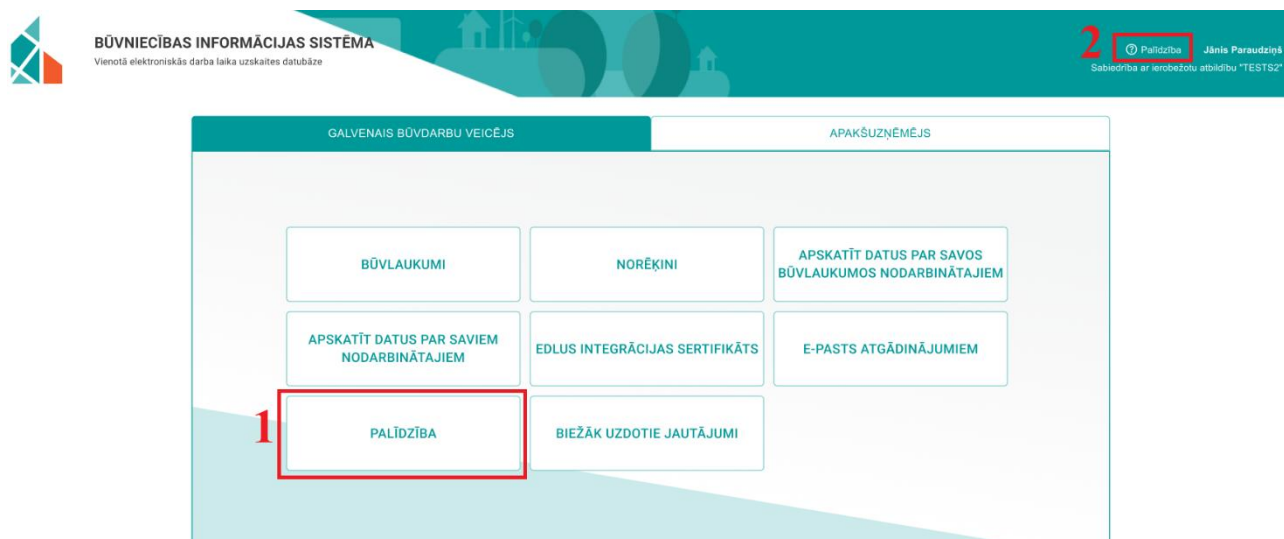 BŪVNIECĪBAS INFORMĀCIJAS SISTĒMA
Vienotā elektroniskās darba laika uzskaites datubāze
2
Palīdzība Jānis Paraudziņš
Sabiedrība ar ierobežotu atbildību "TESTS2"
GALVENAIS BŪVDARBU VEICĒJS
APAKŠUZŅĒMĒJS
BŪVLAUKUMI
NORĒĶINI
APSKATĪT DATUS PAR SAVOS
BŪVLAUKUMOS NODARBINĀTAJIEM
APSKATĪT DATUS PAR SAVIEM
NODARBINĀTAJIEM
EDLUS INTEGRĀCIJAS SERTIFIKĀTS
E-PASTS ATGĀDINĀJUMIEM
1
PALĪDZĪBA
BIEŽĀK UZDOTIE JAUTĀJUMI